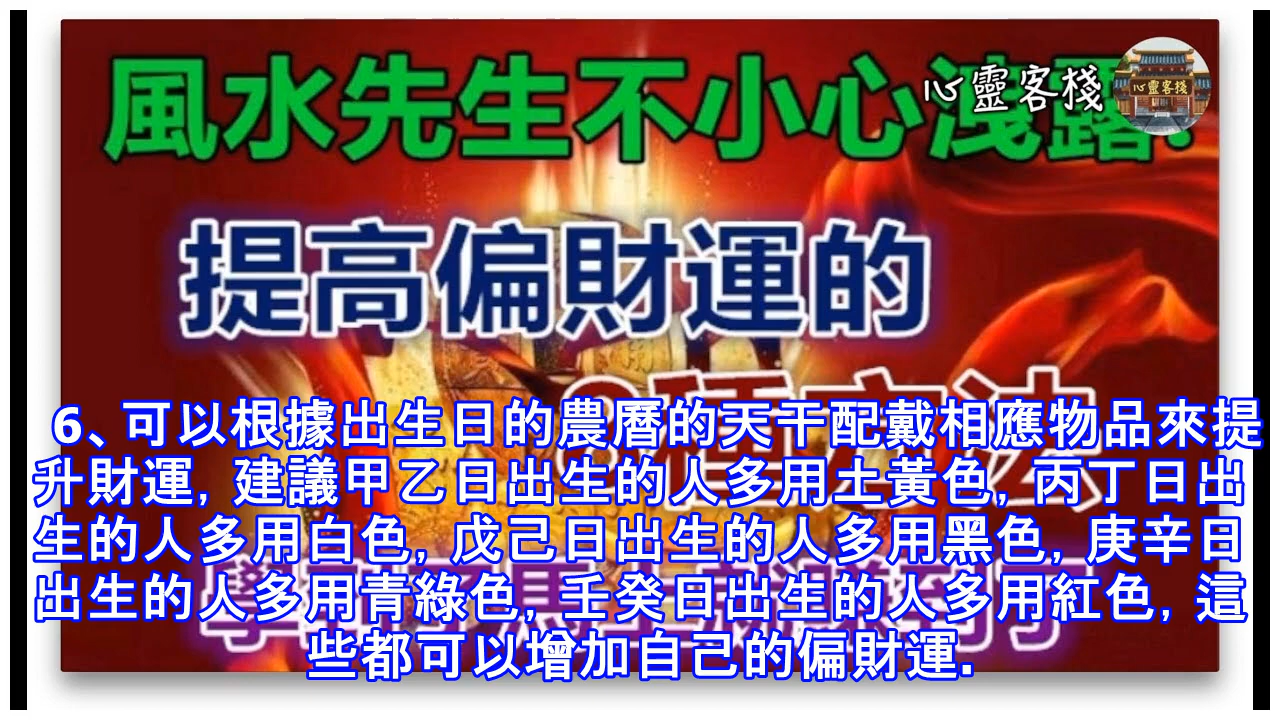 風水先生不小心洩露!
心靈客棧
心靈客棧
提高偏財運的
種方法
6、可以根據出生日的農曆的天干配戴相應物品來提
升財運, 建議甲乙日出生的人多用土黃色, 丙丁日出
生的人多用白色, 戊己日出生的人多用黑色, 庚辛日
出生的人多用青綠色, 壬癸日出生的人多用紅色, 這
些都可以增加自己的偏財運.